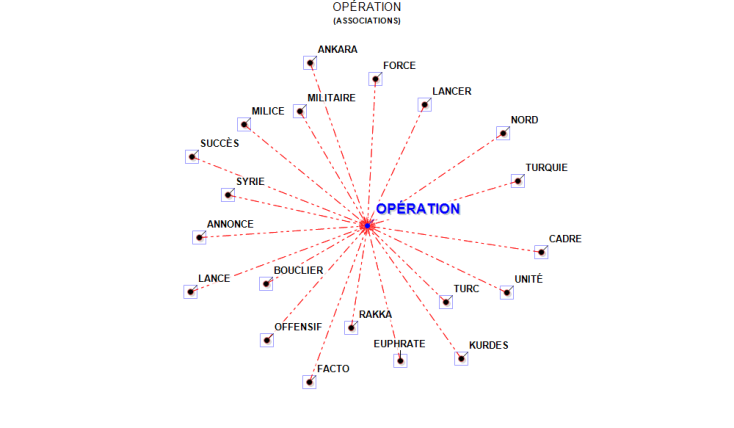 OPÉRATION
(ASSOCIATIONS)
ANKARA
FORCE
LANCER
MILITAIRE
MILICE
NORD
SUCCÈS
TURQUIE
SYRIE
OPÉRATION
ANNONCE
CADRE
BOUCLIER
LANCE
UNITÉ
TURC
RAKKA
OFFENSIF
EUPHRATE
KURDES
FACTO